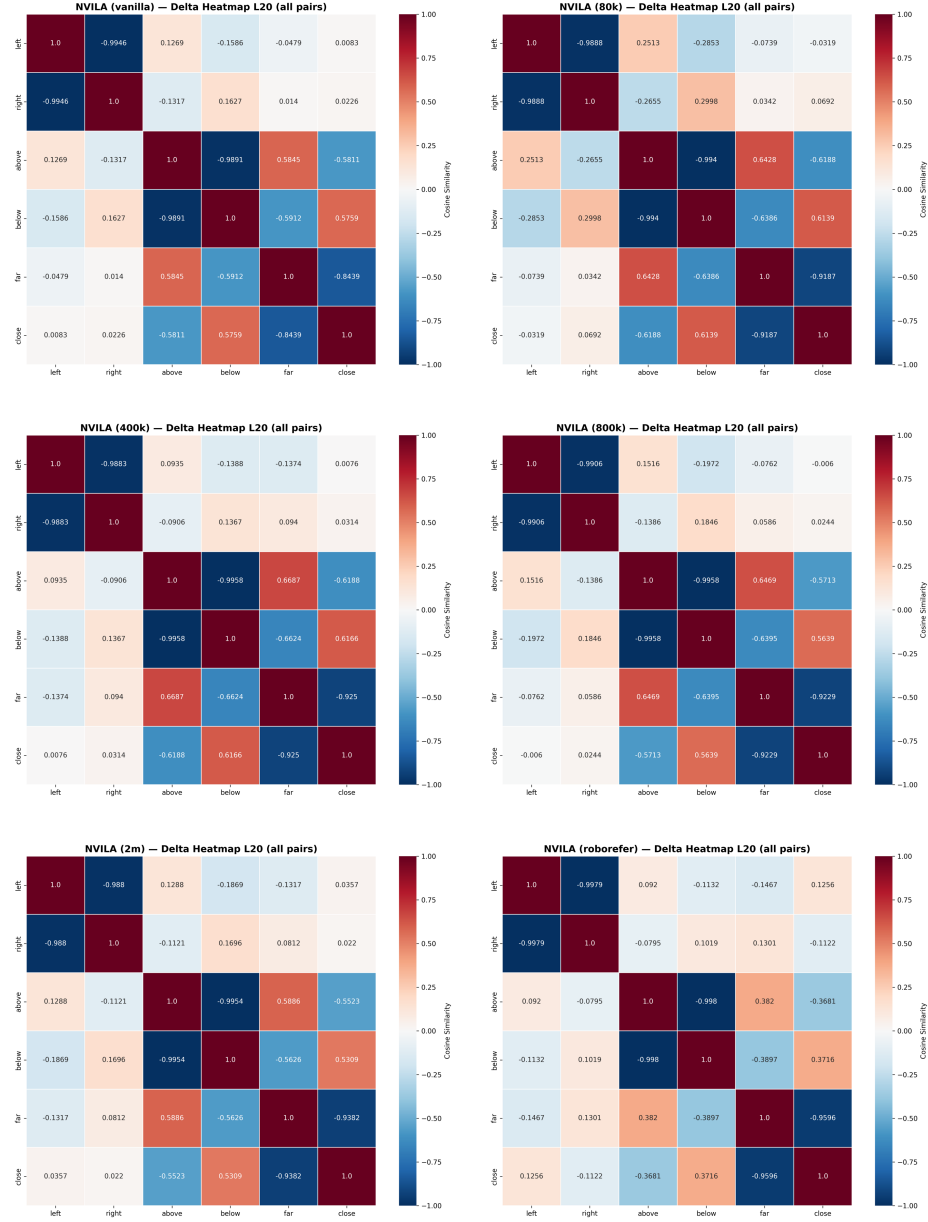 NVILA (vanilla) — Delta Heatmap L20 (all pairs)
left 1.0 -0.9946 0.1269 -0.1586 -0.0479 0.0083
right -0.9946 1.0 -0.1317 0.1627 0.014 0.0226
above 0.1269 -0.1317 1.0 -0.9891 0.5845 -0.5811
below -0.1586 0.1627 -0.9891 1.0 -0.5912 0.5759
far -0.0479 0.014 0.5845 -0.5912 1.0 -0.8439
close 0.0083 0.0226 -0.5811 0.5759 -0.8439 1.0
left right above below far close
1.00
0.75
0.50
0.25
0.00
−0.25
−0.50
−0.75
−1.00
Cosine Similarity
NVILA (80k) — Delta Heatmap L20 (all pairs)
left 1.0 -0.9888 0.2513 -0.2853 -0.0739 -0.0319
right -0.9888 1.0 -0.2655 0.2998 0.0342 0.0692
above 0.2513 -0.2655 1.0 -0.994 0.6428 -0.6188
below -0.2853 0.2998 -0.994 1.0 -0.6386 0.6139
far -0.0739 0.0342 0.6428 -0.6386 1.0 -0.9187
close -0.0319 0.0692 -0.6188 0.6139 -0.9187 1.0
left right above below far close
1.00
0.75
0.50
0.25
0.00
−0.25
−0.50
−0.75
−1.00
Cosine Similarity
NVILA (400k) — Delta Heatmap L20 (all pairs)
left 1.0 -0.9883 0.0935 -0.1388 -0.1374 0.0076
right -0.9883 1.0 -0.0906 0.1367 0.094 0.0314
above 0.0935 -0.0906 1.0 -0.9958 0.6687 -0.6188
below -0.1388 0.1367 -0.9958 1.0 -0.6624 0.6166
far -0.1374 0.094 0.6687 -0.6624 1.0 -0.925
close 0.0076 0.0314 -0.6188 0.6166 -0.925 1.0
left right above below far close
1.00
0.75
0.50
0.25
0.00
−0.25
−0.50
−0.75
−1.00
Cosine Similarity
NVILA (800k) — Delta Heatmap L20 (all pairs)
left 1.0 -0.9906 0.1516 -0.1972 -0.0762 -0.006
right -0.9906 1.0 -0.1386 0.1846 0.0586 0.0244
above 0.1516 -0.1386 1.0 -0.9958 0.6469 -0.5713
below -0.1972 0.1846 -0.9958 1.0 -0.6395 0.5639
far -0.0762 0.0586 0.6469 -0.6395 1.0 -0.9229
close -0.006 0.0244 -0.5713 0.5639 -0.9229 1.0
left right above below far close
1.00
0.75
0.50
0.25
0.00
−0.25
−0.50
−0.75
−1.00
Cosine Similarity
NVILA (2m) — Delta Heatmap L20 (all pairs)
left 1.0 -0.988 0.1288 -0.1869 -0.1317 0.0357
right -0.988 1.0 -0.1121 0.1696 0.0812 0.022
above 0.1288 -0.1121 1.0 -0.9954 0.5886 -0.5523
below -0.1869 0.1696 -0.9954 1.0 -0.5626 0.5309
far -0.1317 0.0812 0.5886 -0.5626 1.0 -0.9382
close 0.0357 0.022 -0.5523 0.5309 -0.9382 1.0
left right above below far close
1.00
0.75
0.50
0.25
0.00
−0.25
−0.50
−0.75
−1.00
Cosine Similarity
NVILA (roborefer) — Delta Heatmap L20 (all pairs)
left 1.0 -0.9979 0.092 -0.1132 -0.1467 0.1256
right -0.9979 1.0 -0.0795 0.1019 0.1301 -0.1122
above 0.092 -0.0795 1.0 -0.998 0.382 -0.3681
below -0.1132 0.1019 -0.998 1.0 -0.3897 0.3716
far -0.1467 0.1301 0.382 -0.3897 1.0 -0.9596
close 0.1256 -0.1122 -0.3681 0.3716 -0.9596 1.0
left right above below far close
1.00
0.75
0.50
0.25
0.00
−0.25
−0.50
−0.75
−1.00
Cosine Similarity